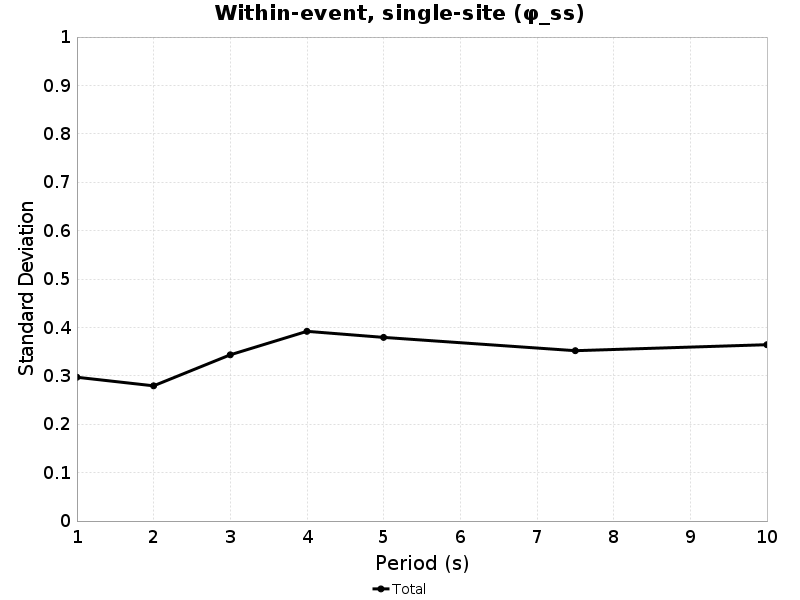 Within-event, single-site (φ_ss)
1
0.9
0.8
0.7
0.6
0.5
0.4
0.3
0.2
0.1
0
Standard Deviation
1 2 3 4 5 6 7 8 9 10
Period (s)
Total